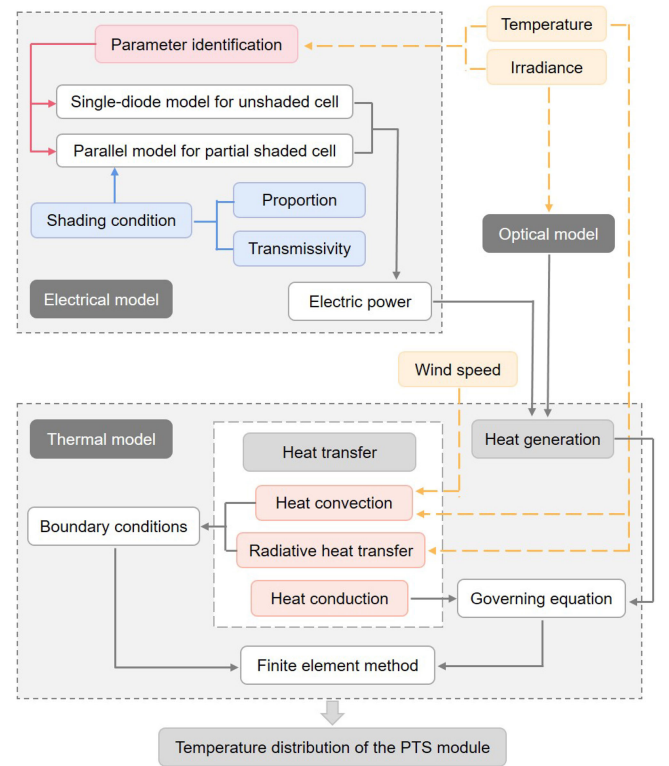 Temperature
Parameter identification
Irradiance
Single-diode model for unshaded cell
Parallel model for partial shaded cell
Proportion
Shading condition
Transmissivity
Optical model
Electrical model
Electric power
Wind speed
Thermal model
Heat transfer
Heat generation
Heat convection
Boundary conditions
Radiative heat transfer
Heat conduction
Governing equation
Finite element method
Temperature distribution of the PTS module